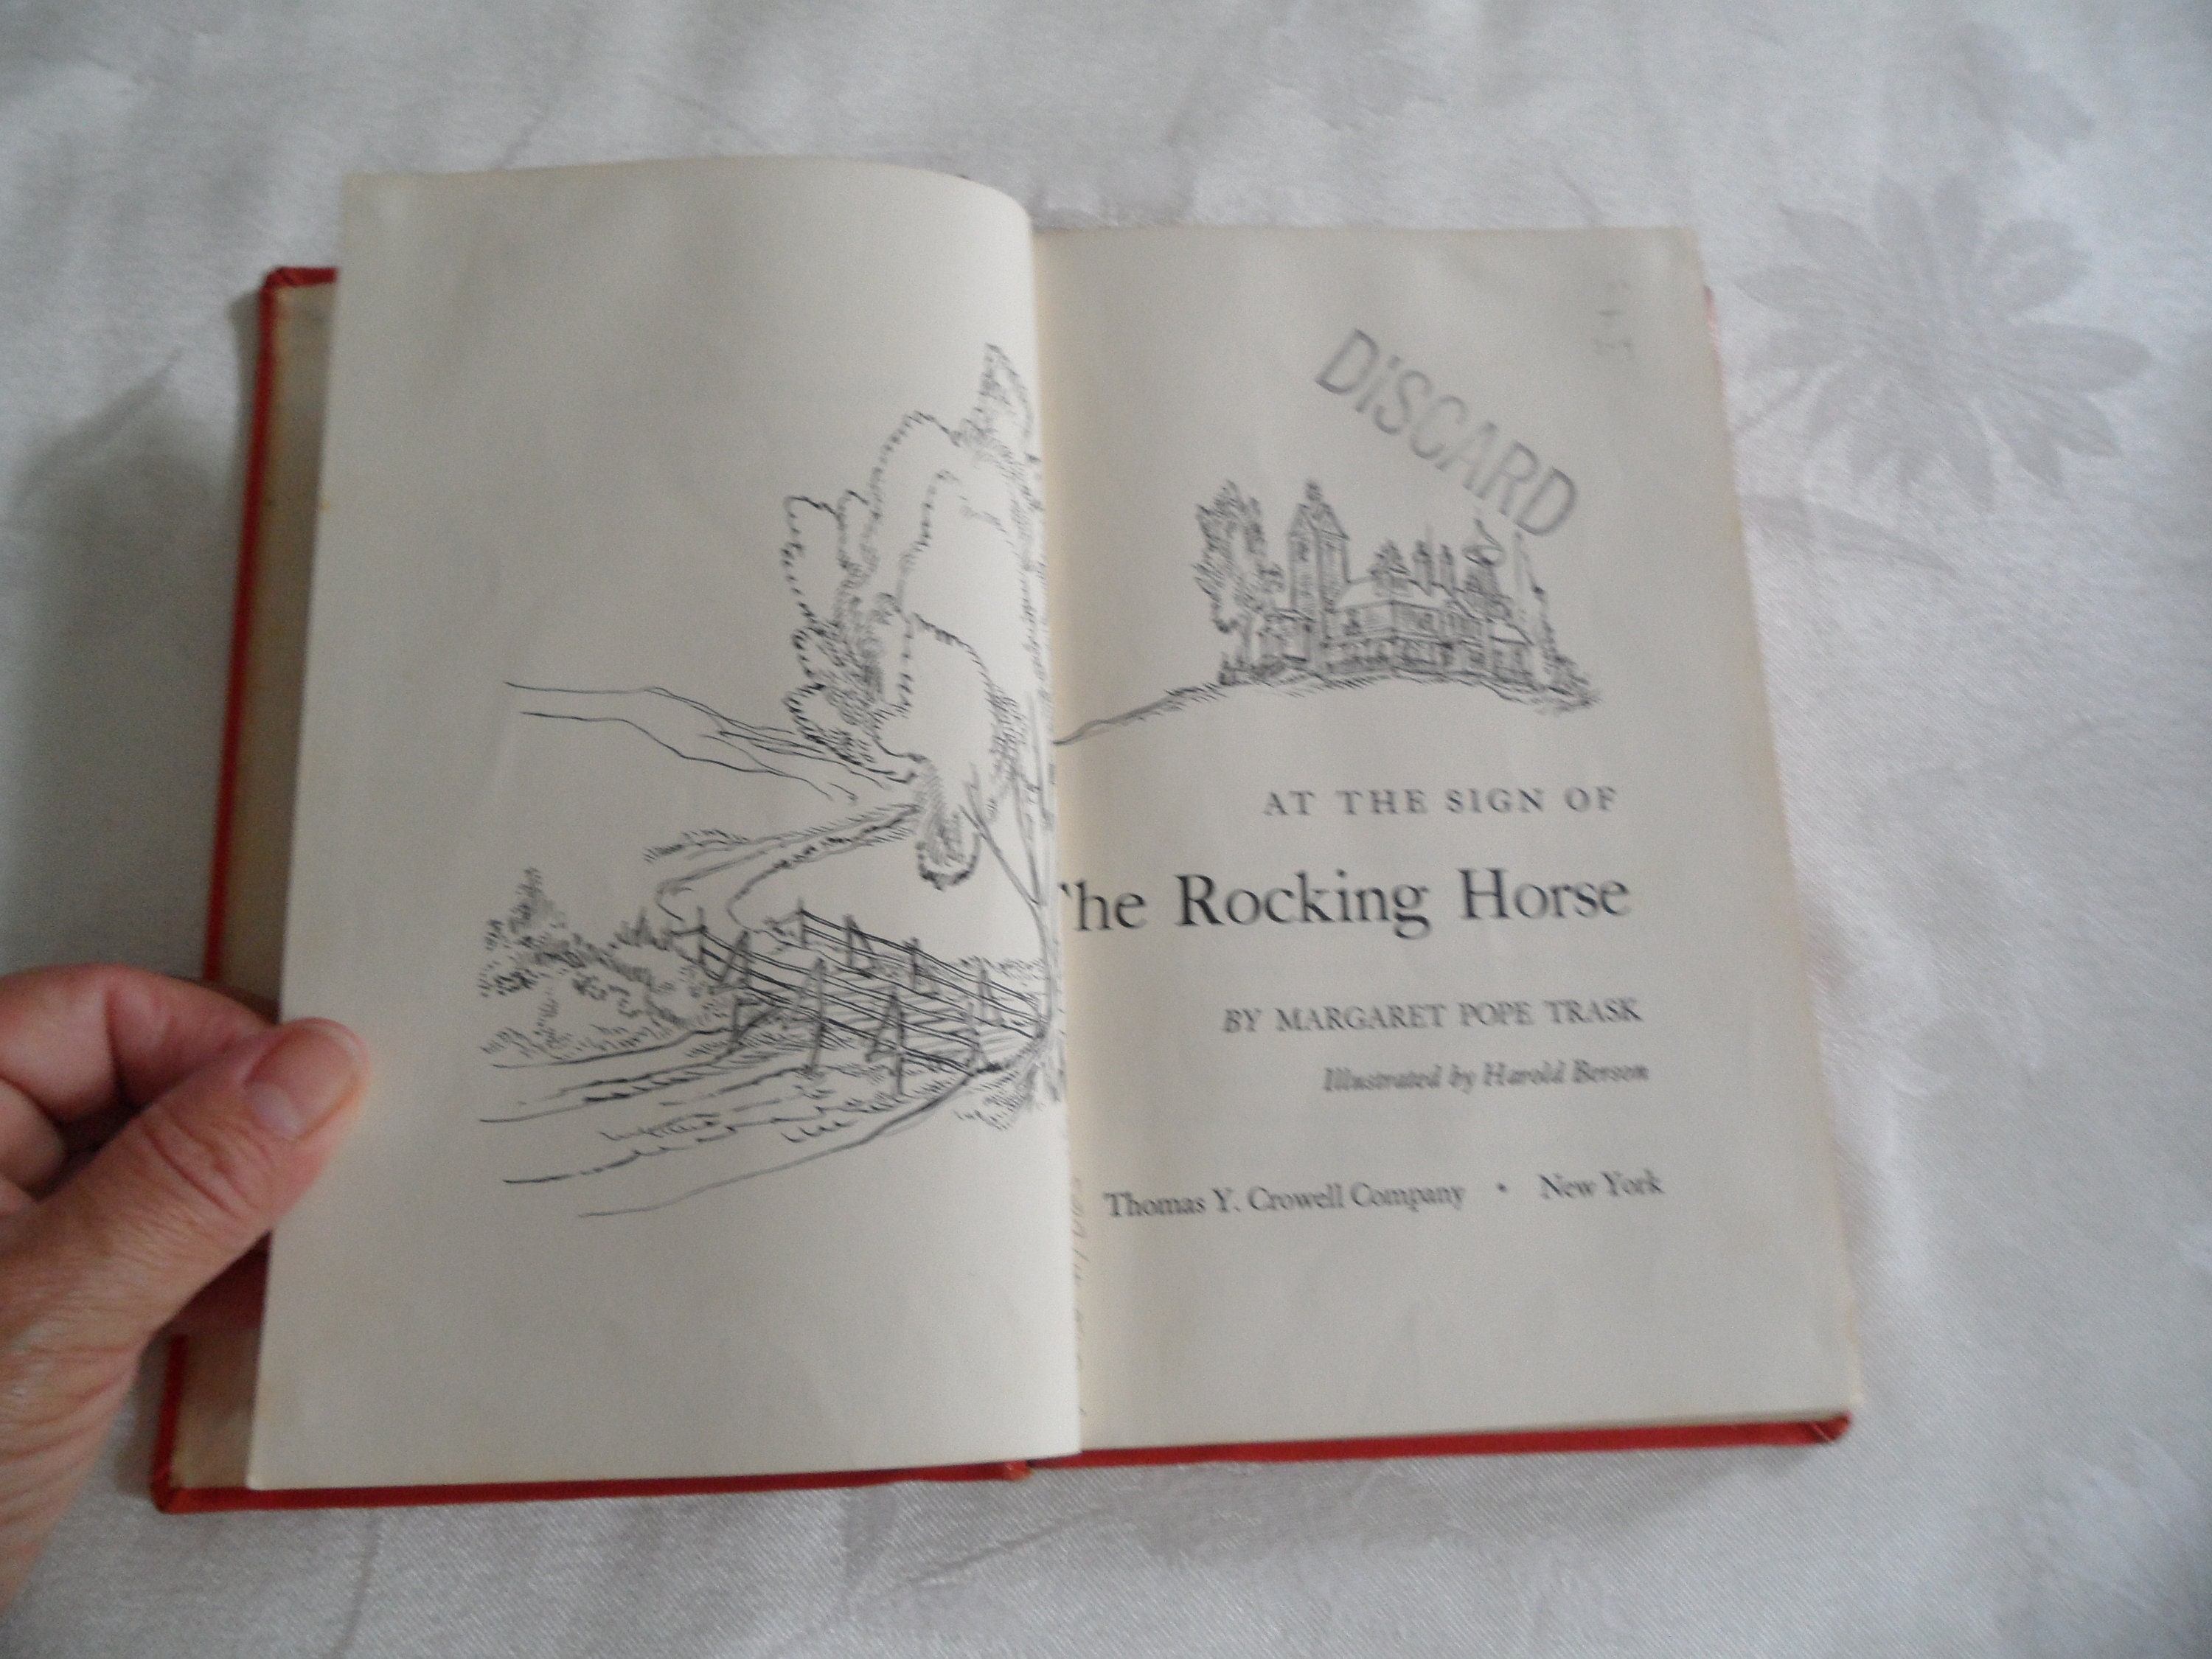 DISCARD
AT THE SIGN OF
The Rocking Horse
BY MARGARET POPE TRASK
Illustrated by Harold Berson
Thomas Y. Crowell Company • New York